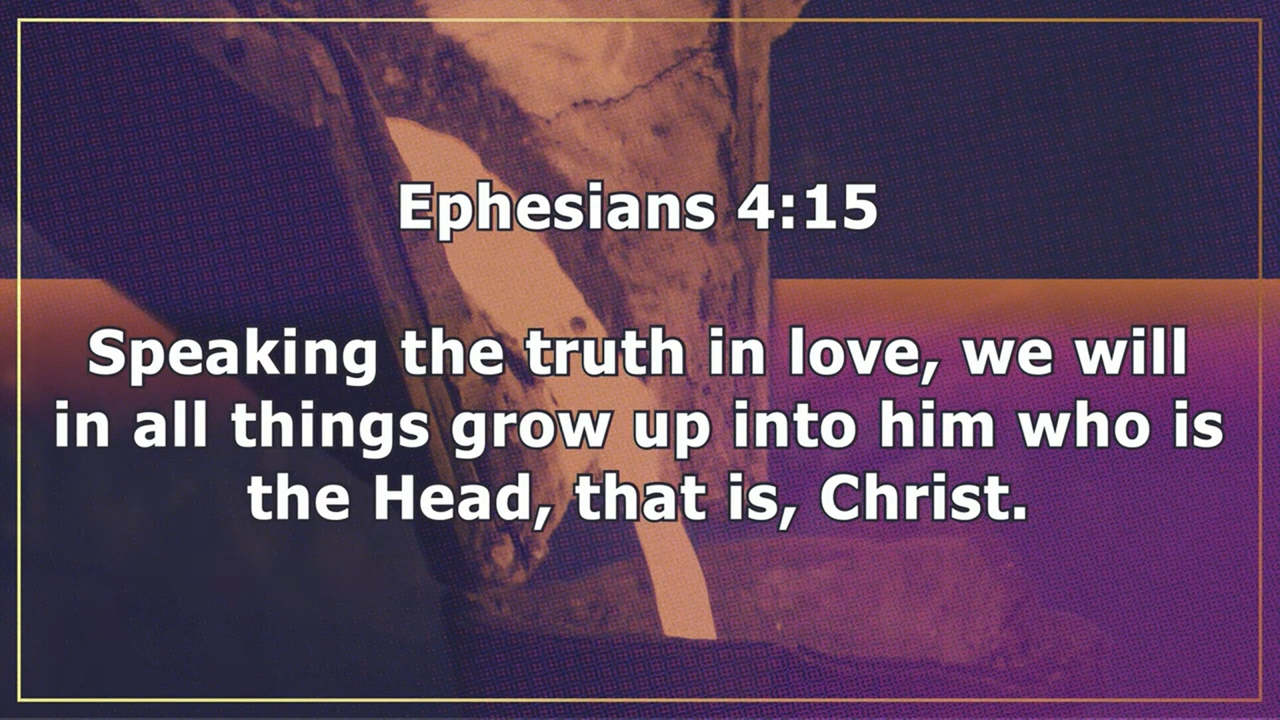 Ephesians 4:15
Speaking the truth in love, we will
in all things grow up into him who is
the Head, that is, Christ.